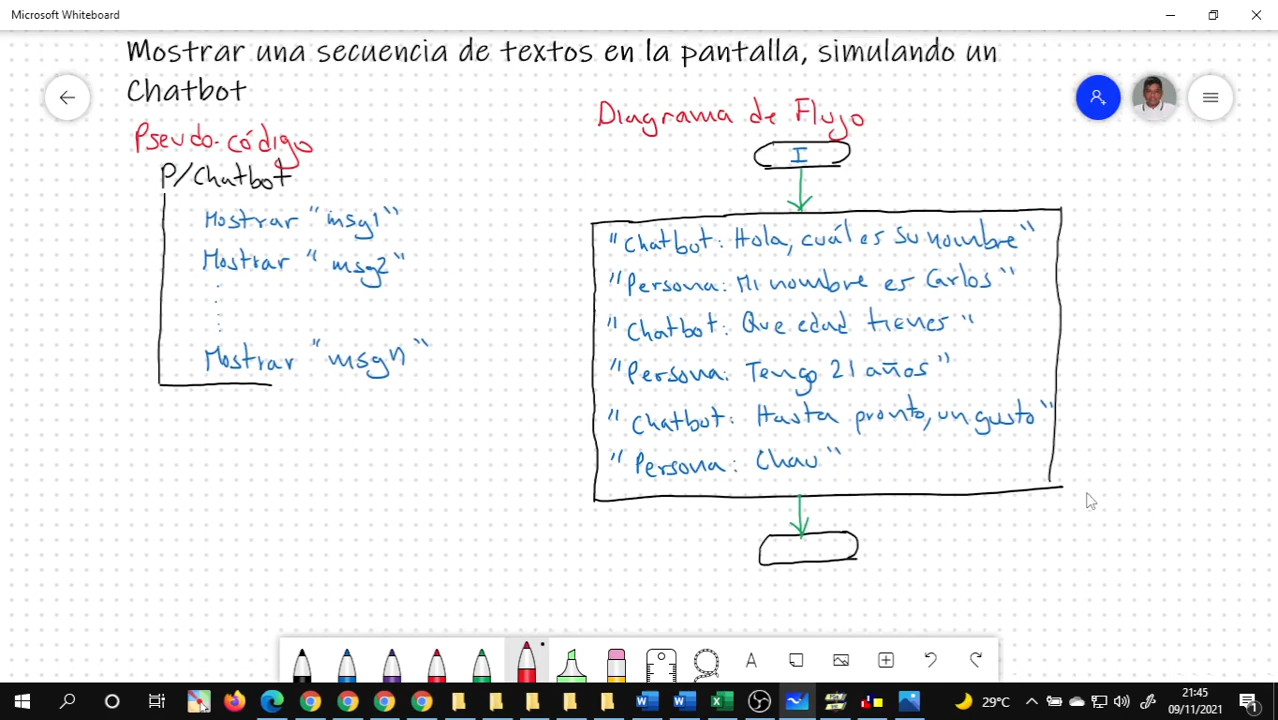 Microsoft Whiteboard
Mostrar una secuencia de textos en la pantalla, simulando un
Chatbot
Pseudo-código
P/Chatbot
Mostrar "msg1"
Mostrar "msg2"
Mostrar "msgn"
Diagrama de Flujo
I
"Chatbot: Hola, cuál es su nombre"
"Persona: Mi nombre es Carlos"
"Chatbot: Que edad tienes"
"Persona: Tengo 21 años"
"Chatbot: Hasta pronto, un gusto"
"Persona: Chau"
29°C
21:45
09/11/2021
1